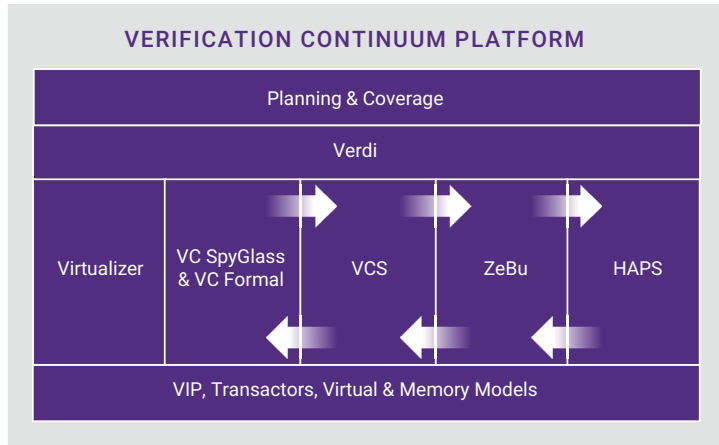 VERIFICATION CONTINUUM PLATFORM
Planning & Coverage
Verdi
Virtualizer
VC SpyGlass
& VC Formal
VCS
ZeBu
HAPS
VIP, Transactors, Virtual & Memory Models